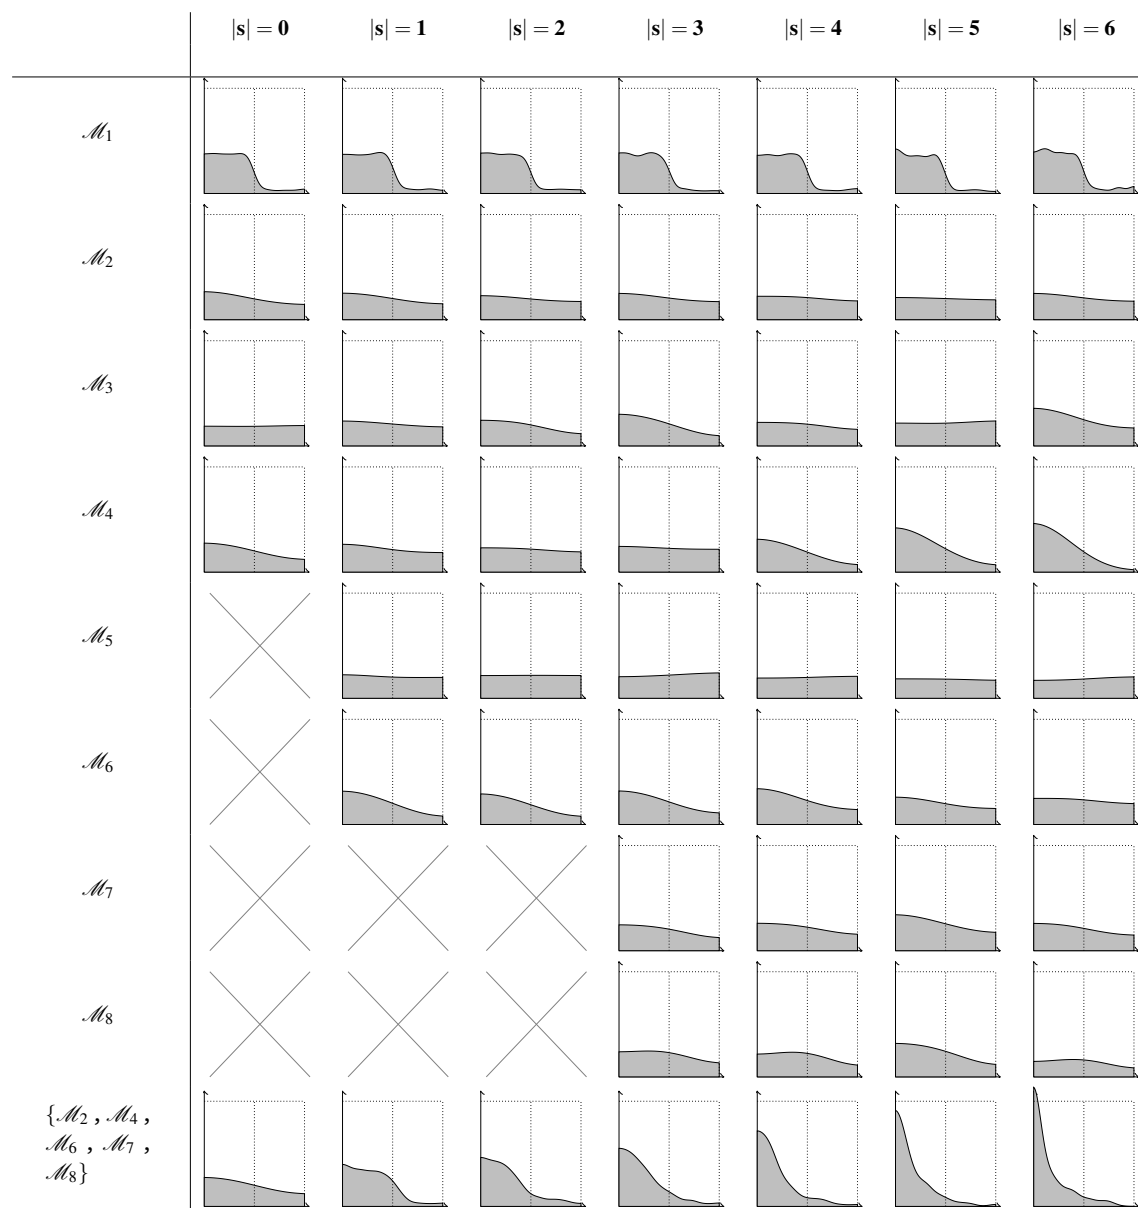 |s| = 0 |s| = 1 |s| = 2 |s| = 3 |s| = 4 |s| = 5 |s| = 6
ℳ1
ℳ2
ℳ3
ℳ4
ℳ5
ℳ6
ℳ7
ℳ8
{ℳ2 , ℳ4 ,
ℳ6 , ℳ7 ,
ℳ8}